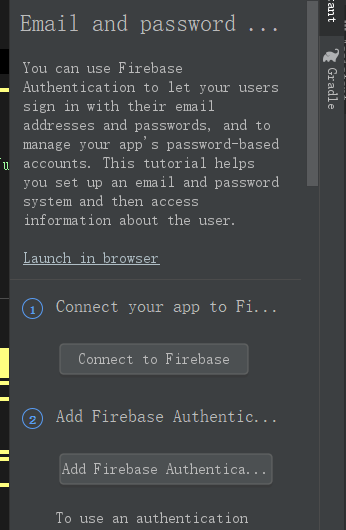 Email and password ...
You can use Firebase
Authentication to let your users
sign in with their email
addresses and passwords, and to
manage your app's password-based
accounts. This tutorial helps
you set up an email and password
system and then access
information about the user.
Launch in browser
1 Connect your app to Fi...
Connect to Firebase
2 Add Firebase Authentic...
Add Firebase Authentica...
To use an authentication
Gradle